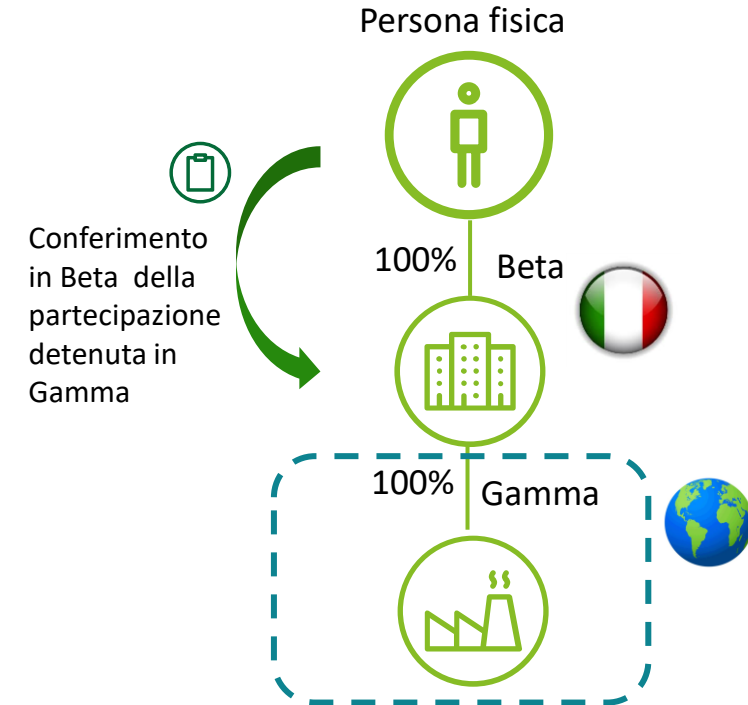 Persona fisica
Conferimento
in Beta della
partecipazione
detenuta in
Gamma
100% Beta
100% Gamma